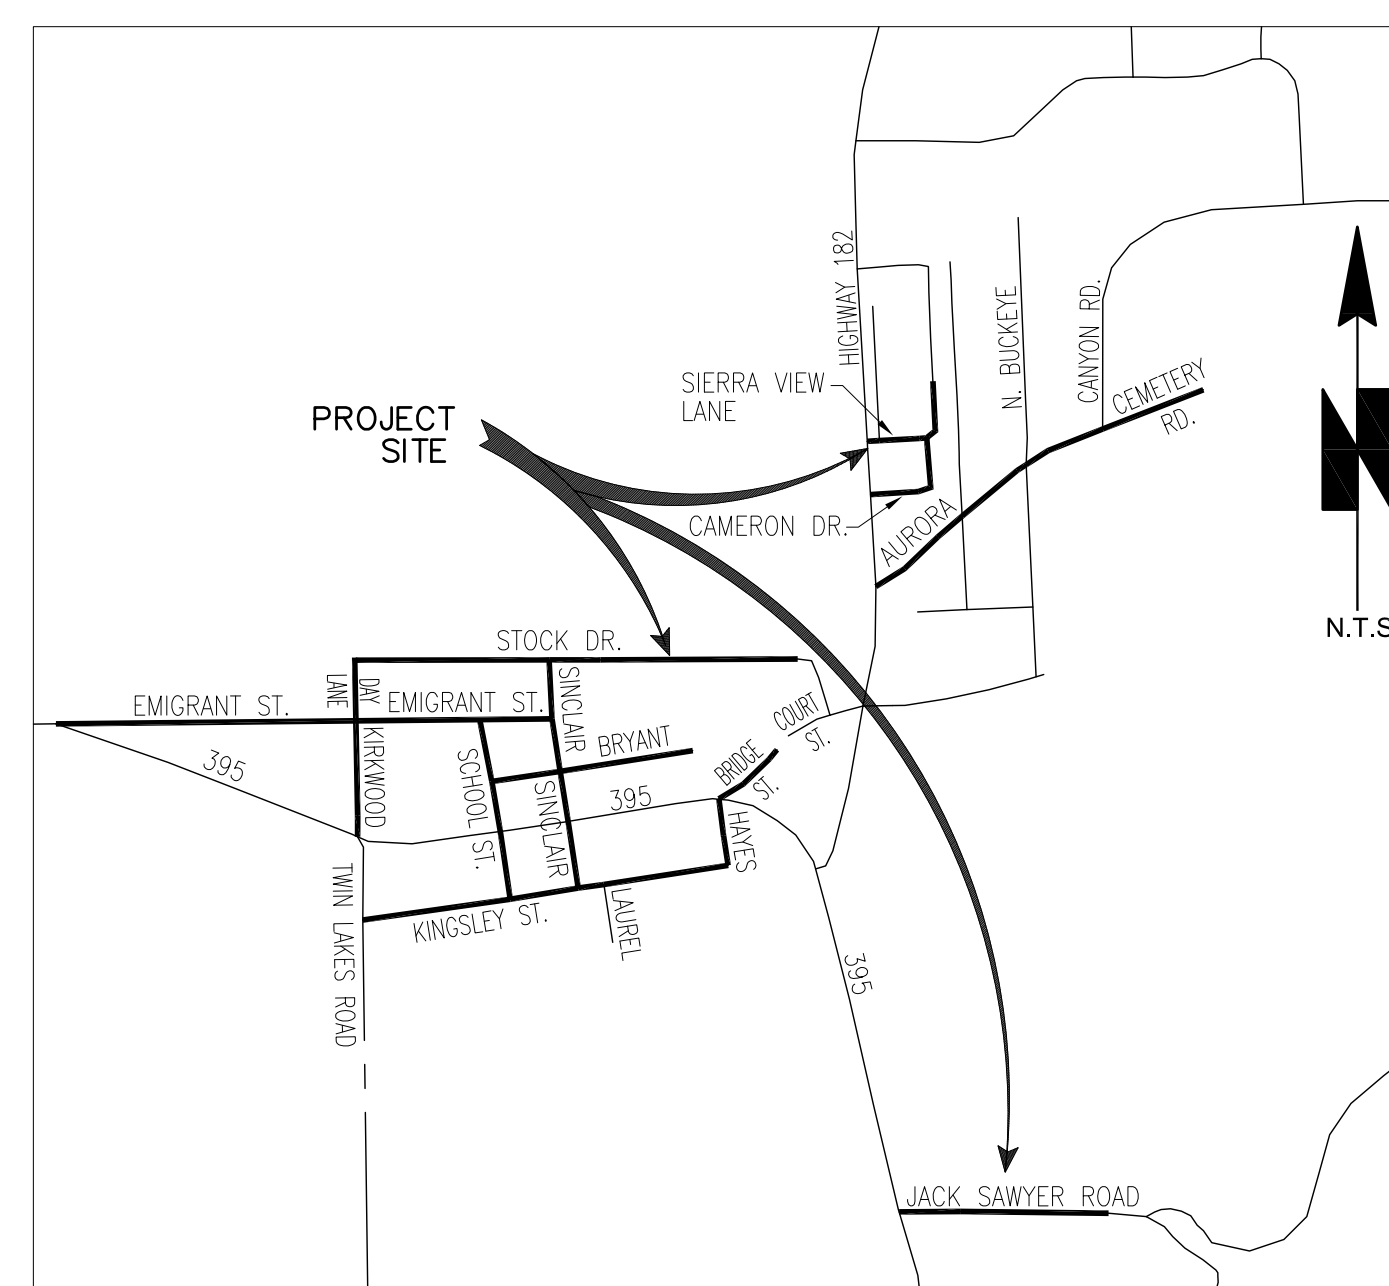 HIGHWAY 182
N. BUCKEYE
CANYON RD.
SIERRA VIEW
LANE
CEMETERY
RD.
PROJECT
SITE
CAMERON DR.
AURORA
N.T.S
STOCK DR.
DAY
LANE
EMIGRANT ST.
EMIGRANT ST.
SINCLAIR
COURT
ST.
BRYANT
BRIDGE
ST.
395
KIRKWOOD
SCHOOL ST.
SINCLAIR
395
HAYES
TWIN LAKES ROAD
KINGSLEY ST.
LAUREL
395
JACK SAWYER ROAD